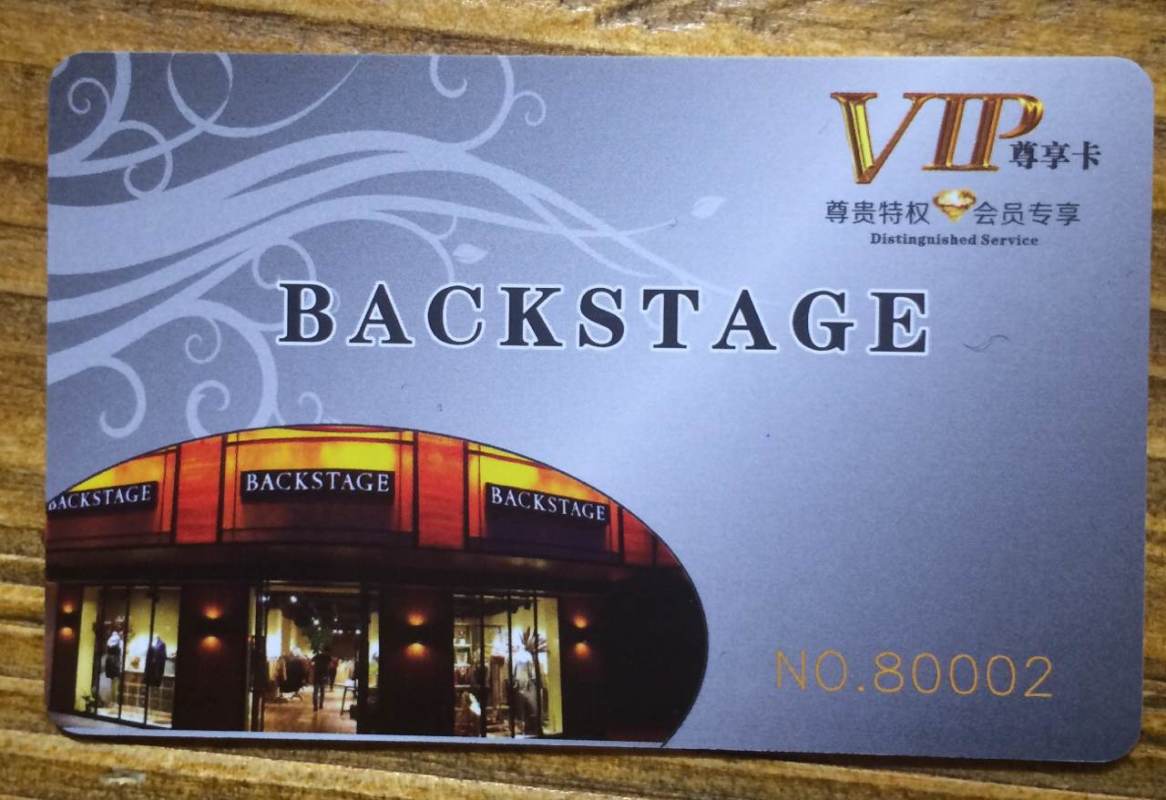 VIP尊享卡
尊贵特权 会员专享
Distinguished Service
BACKSTAGE
BACKSTAGE
BACKSTAGE
BACKSTAGE
NO.80002